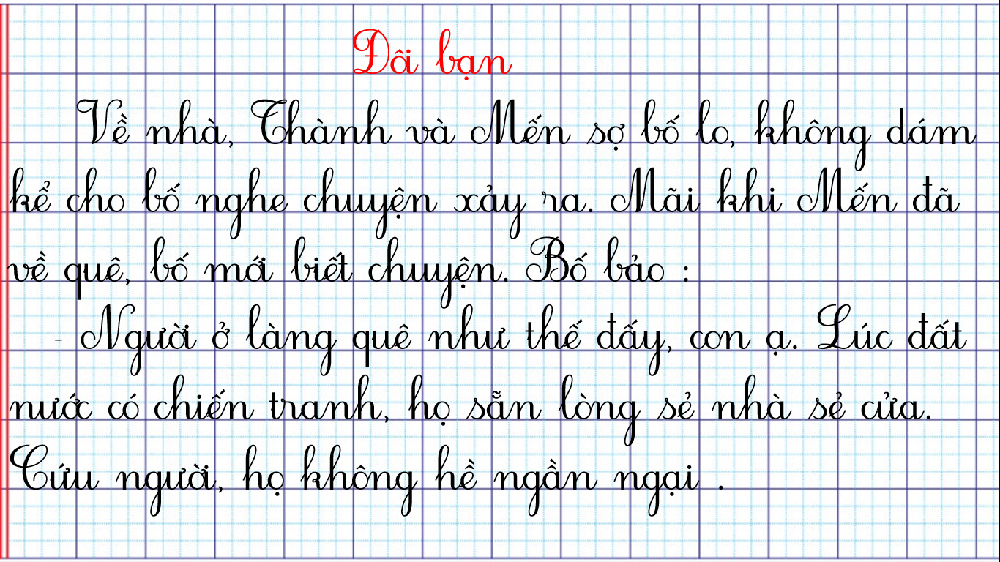 Đôi bạn
Về nhà, Thành và Mến sợ bố lo, không dám
kể cho bố nghe chuyện xảy ra. Mãi khi Mến đã
về quê, bố mới biết chuyện. Bố bảo :
- Người ở làng quê như thế đấy, con ạ. Lúc đất
nước có chiến tranh, họ sẵn lòng sẻ nhà sẻ cửa.
Cứu người, họ không hề ngần ngại .